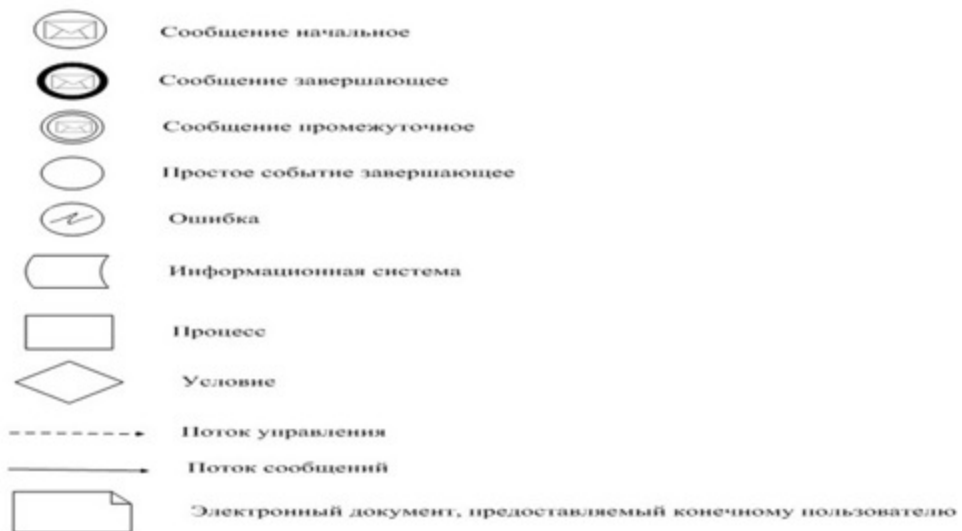 Сообщение начальное
Сообщение завершающее
Сообщение промежуточное
Простое событие завершающее
Ошибка
Информационная система
Процесс
Условие
Поток управления
Поток сообщений
Электронный документ, предоставляемый конечному пользователю